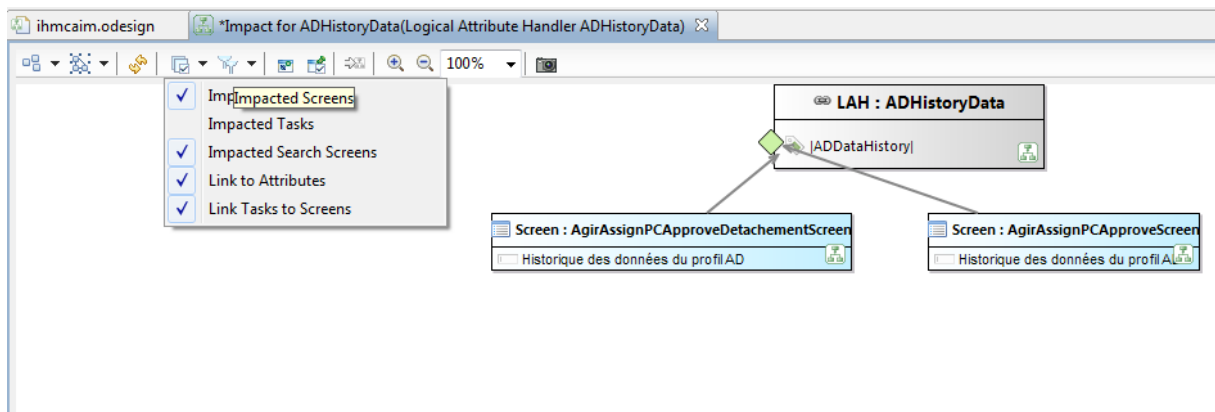 ihmcaim.odesign
*Impact for ADHistoryData(Logical Attribute Handler ADHistoryData)
100%
Impacted Screens
Impacted Tasks
Impacted Search Screens
Link to Attributes
Link Tasks to Screens
LAH : ADHistoryData
|ADDataHistory|
Screen : AgirAssignPCApproveDetachementScreen
Historique des données du profil AD
Screen : AgirAssignPCApproveScreen
Historique des données du profil